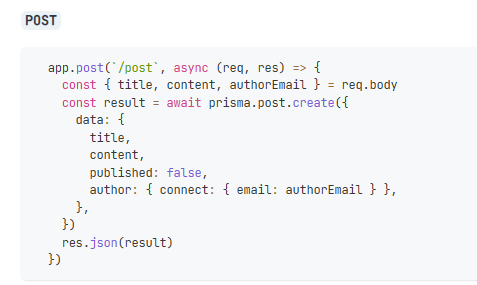 POST
app.post(`/post`, async (req, res) => {
  const { title, content, authorEmail } = req.body
  const result = await prisma.post.create({
    data: {
      title,
      content,
      published: false,
      author: { connect: { email: authorEmail } },
    },
  })
  res.json(result)
})